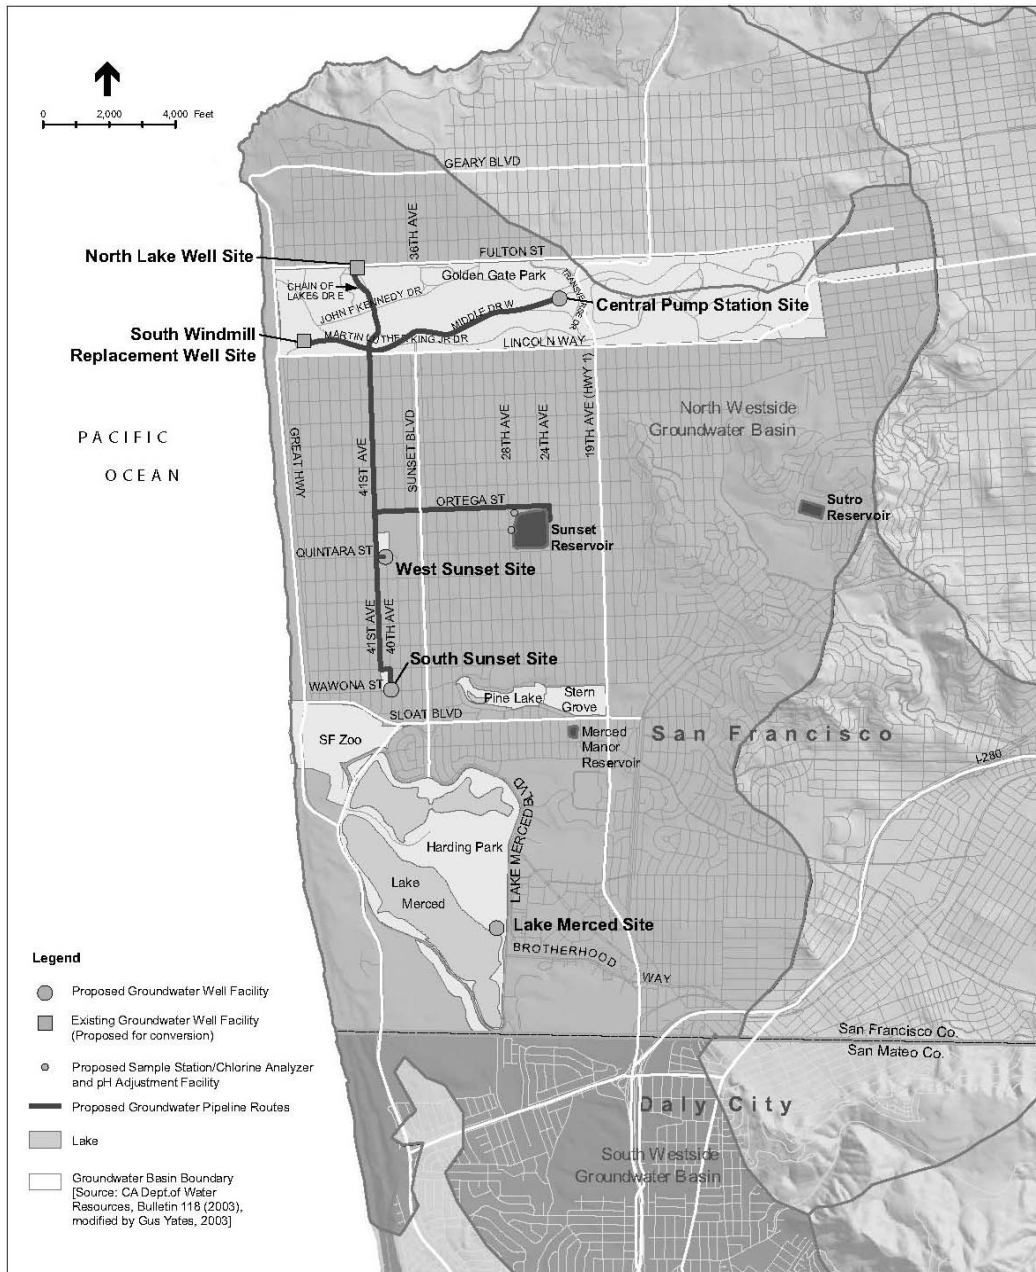 0 2,000 4,000 Feet
GEARY BLVD
36TH AVE
North Lake Well Site
FULTON ST
Golden Gate Park
CHAIN OF
LAKES DR E
JOHN F KENNEDY DR
TRANSVERSE DR
MIDDLE DR W
Central Pump Station Site
South Windmill
Replacement Well Site
MARTIN LUTHER KING JR DR
LINCOLN WAY
PACIFIC
OCEAN
GREAT HWY
41ST AVE
SUNSET BLVD
28TH AVE
24TH AVE
19TH AVE (HWY 1)
North Westside
Groundwater Basin
ORTEGA ST
Sunset
Reservoir
Sutro
Reservoir
QUINTARA ST
West Sunset Site
41ST AVE
40TH AVE
South Sunset Site
WAWONA ST
Pine Lake
Stern
Grove
SLOAT BLVD
SF Zoo
Merced
Manor
Reservoir
San Francisco
I-280
LAKE MERCED BLVD
Harding Park
Lake
Merced
Lake Merced Site
BROTHERHOOD WAY
San Francisco Co.
San Mateo Co.
Daly City
South Westside
Groundwater Basin
Legend
Proposed Groundwater Well Facility
Existing Groundwater Well Facility
(Proposed for conversion)
Proposed Sample Station/Chlorine Analyzer
and pH Adjustment Facility
Proposed Groundwater Pipeline Routes
Lake
Groundwater Basin Boundary
[Source: CA Dept.of Water
Resources, Bulletin 118 (2003),
modified by Gus Yates, 2003]